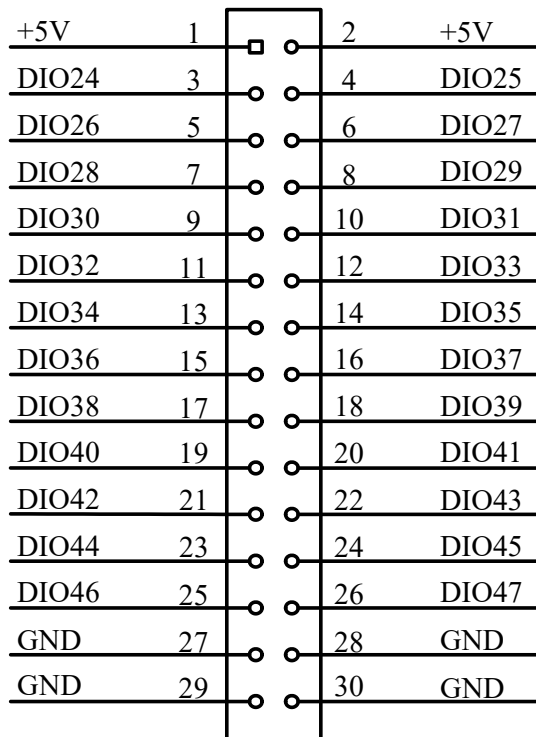 +5V 1 2 +5V
DIO24 3 4 DIO25
DIO26 5 6 DIO27
DIO28 7 8 DIO29
DIO30 9 10 DIO31
DIO32 11 12 DIO33
DIO34 13 14 DIO35
DIO36 15 16 DIO37
DIO38 17 18 DIO39
DIO40 19 20 DIO41
DIO42 21 22 DIO43
DIO44 23 24 DIO45
DIO46 25 26 DIO47
GND 27 28 GND
GND 29 30 GND